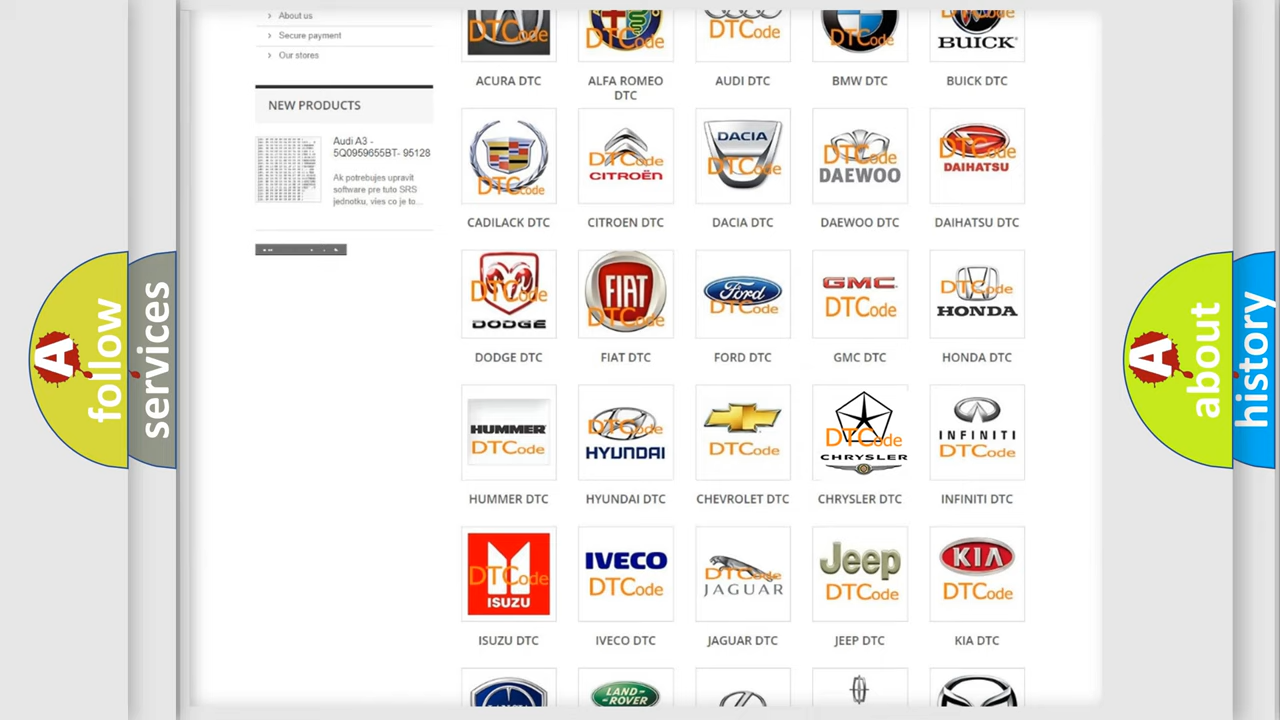 About us
Secure payment
Our stores
NEW PRODUCTS
Audi A3 -
5Q0959655BT- 95128
Ak potrebujes upravit
software pre tuto SRS
jednotku, vies co je to...
DTCode DTCode DTCode DTCode BUICK
ACURA DTC ALFA ROMEO DTC AUDI DTC BMW DTC BUICK DTC
DTCode DTCode CITROËN DACIA DTCode DTCode DAEWOO DTCode DAIHATSU
CADILACK DTC CITROEN DTC DACIA DTC DAEWOO DTC DAIHATSU DTC
DTCode DODGE FIAT DTCode Ford DTCode GMC DTCode DTCode HONDA
DODGE DTC FIAT DTC FORD DTC GMC DTC HONDA DTC
HUMMER DTCode DTCode HYUNDAI DTCode DTCode CHRYSLER INFINITI DTCode
HUMMER DTC HYUNDAI DTC CHEVROLET DTC CHRYSLER DTC INFINITI DTC
DTCode ISUZU IVECO DTCode DTCode JAGUAR Jeep DTCode KIA DTCode
ISUZU DTC IVECO DTC JAGUAR DTC JEEP DTC KIA DTC
LAND-
ROVER
A follow
services
A about
history